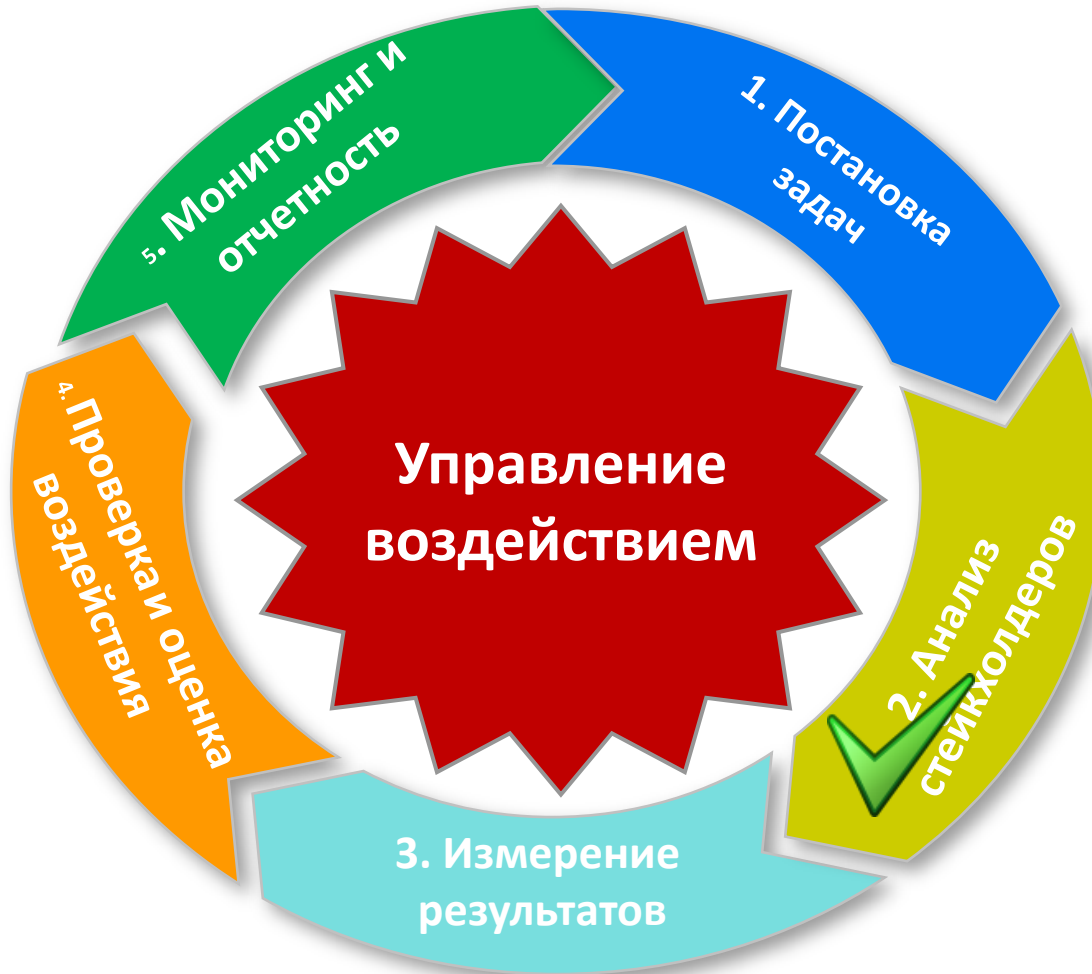 1. Постановка
задач
2. Анализ
стейкхолдеров
3. Измерение
результатов
4. Проверка и оценка
воздействия
5. Мониторинг и
отчетность
Управление
воздействием